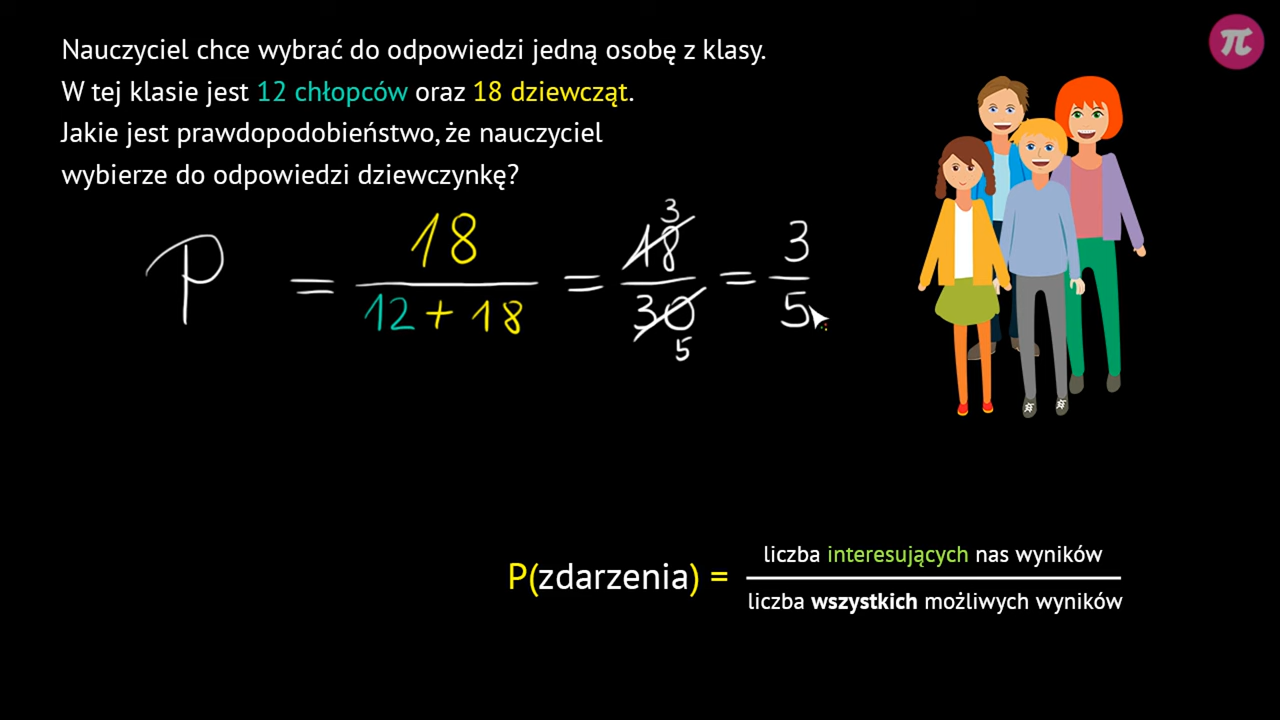 Nauczyciel chce wybrać do odpowiedzi jedną osobę z klasy.
W tej klasie jest 12 chłopców oraz 18 dziewcząt.
Jakie jest prawdopodobieństwo, że nauczyciel
wybierze do odpowiedzi dziewczynkę?
P = 18/(12 + 18) = 18/30 = 3/5
3
5
P(zdarzenia) =
liczba interesujących nas wyników
liczba wszystkich możliwych wyników
π